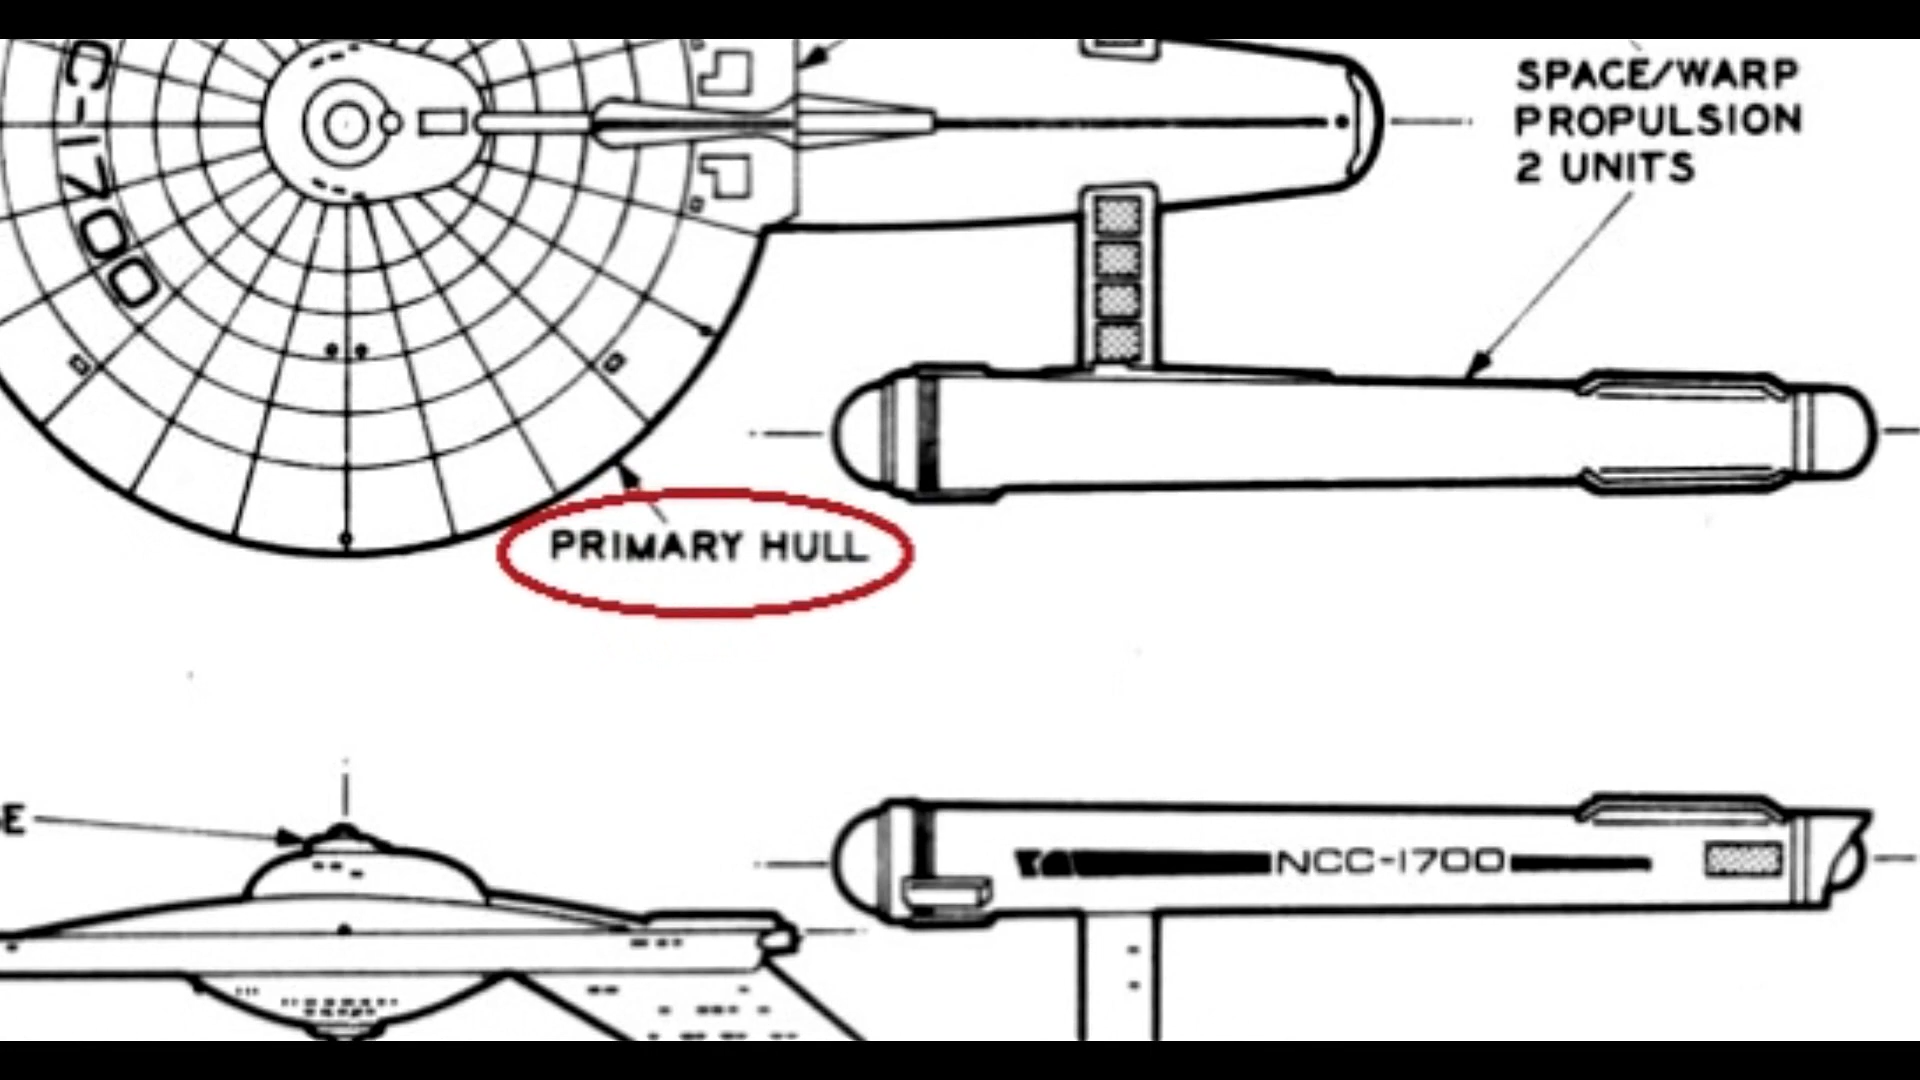 C-1700
SPACE/WARP
PROPULSION
2 UNITS
PRIMARY HULL
E
NCC-1700